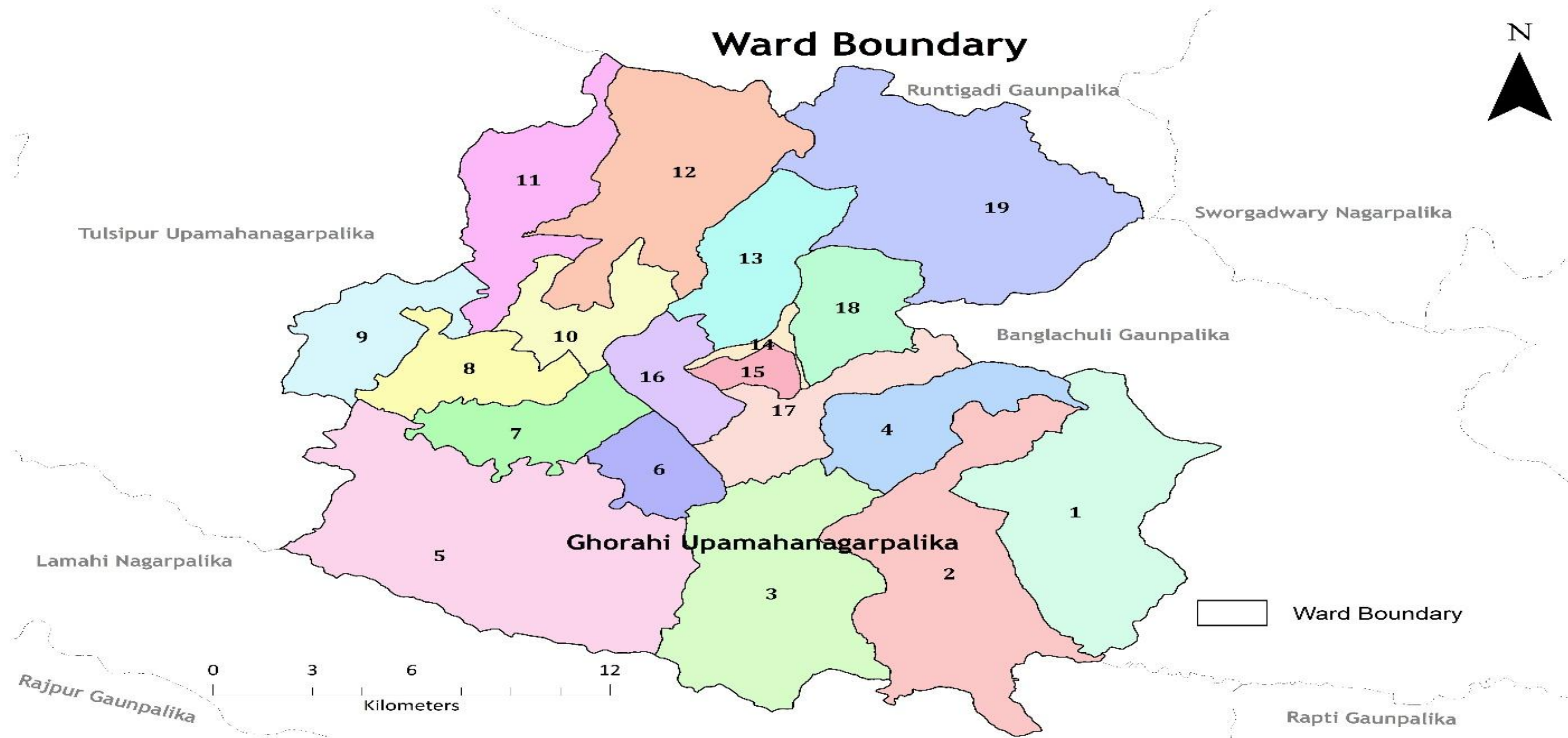 Ward Boundary
N
Runtigadi Gaunpalika
12
11
19
Sworgadwary Nagarpalika
Tulsipur Upamahanagarpalika
13
18
Banglachuli Gaunpalika
9
10
14
8
15
16
17
4
7
6
1
Ghorahi Upamahanagarpalika
5
Lamahi Nagarpalika
2
3
Ward Boundary
0 3 6 12
Kilometers
Rajpur Gaunpalika
Rapti Gaunpalika